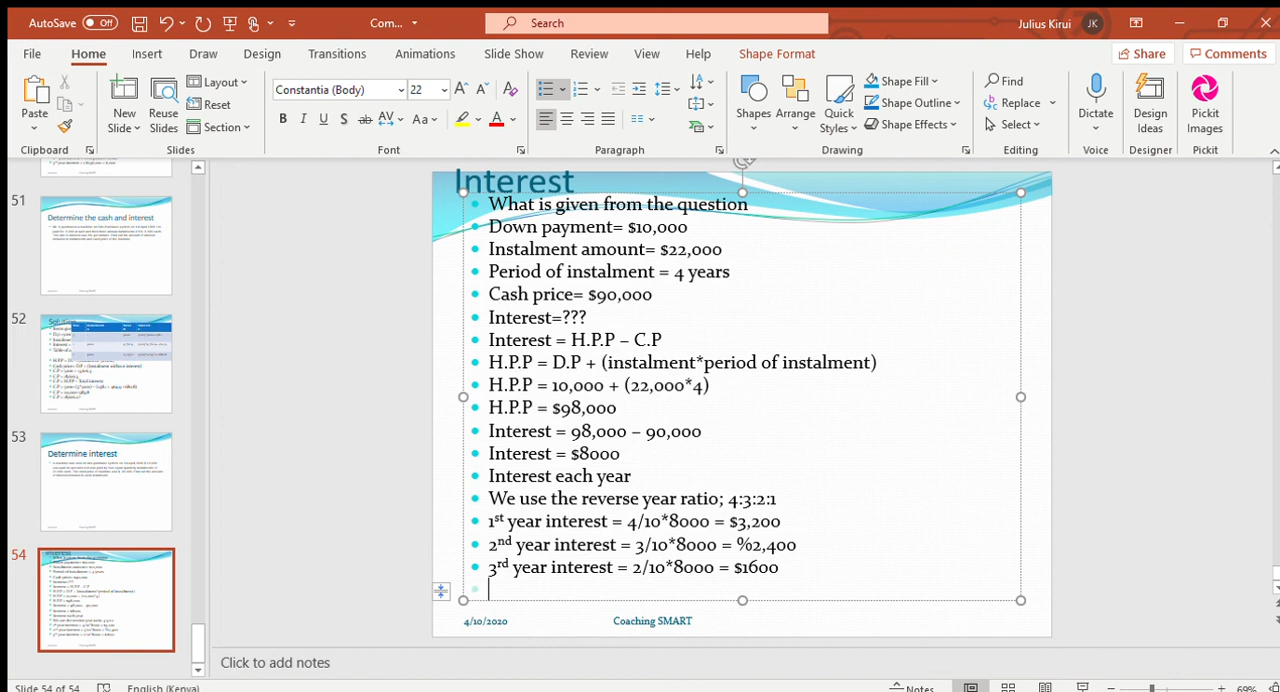 AutoSave Off Com... Search Julius Kirui JK
File Home Insert Draw Design Transitions Animations Slide Show Review View Help Shape Format Share Comments
Paste
New Slide
Reuse Slides
Layout
Reset
Section
Constantia (Body) 22
Shapes
Arrange
Quick Styles
Shape Fill
Shape Outline
Shape Effects
Find
Replace
Select
Dictate
Design Ideas
Pickit Images
Clipboard Slides Font Paragraph Drawing Editing Voice Designer Pickit
51
Determine the cash and interest
52
53
Determine interest
54
Interest
What is given from the question
Down payment= $10,000
Instalment amount= $22,000
Period of instalment = 4 years
Cash price= $90,000
Interest=???
Interest = H.P.P – C.P
H.P.P = D.P + (instalment*period of instalment)
H.P.P = 10,000 + (22,000*4)
H.P.P = $98,000
Interest = 98,000 – 90,000
Interest = $8000
Interest each year
We use the reverse year ratio; 4:3:2:1
1st year interest = 4/10*8000 = $3,200
2nd year interest = 3/10*8000 = %2,400
3rd year interest = 2/10*8000 = $1600
4/10/2020 Coaching SMART
Click to add notes
Slide 54 of 54 English (Kenya) Notes 69%